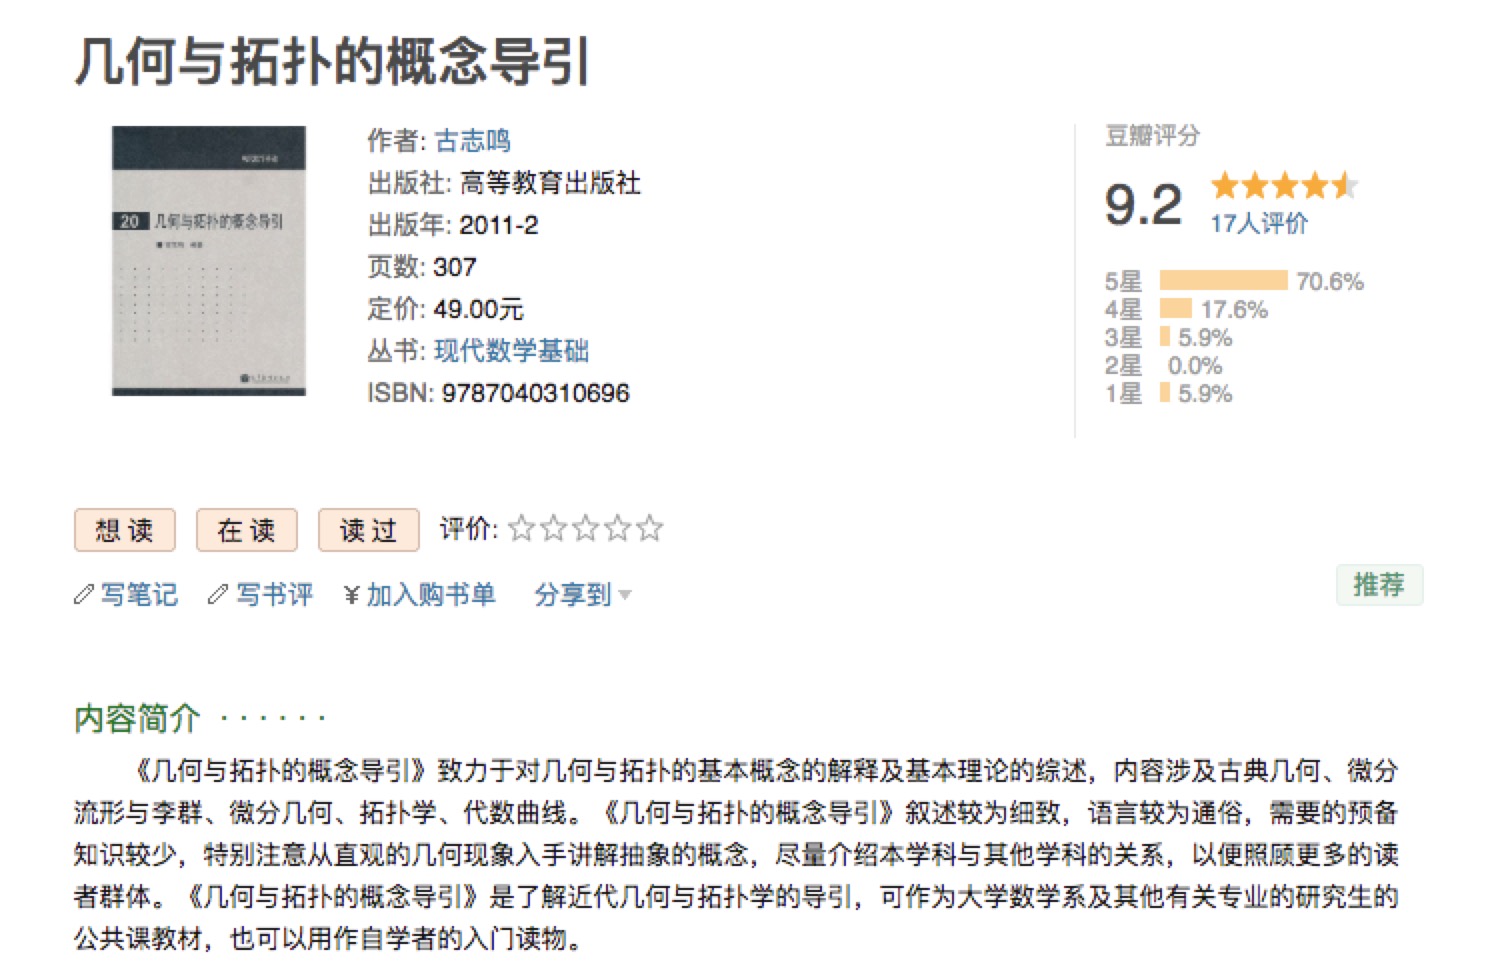 几何与拓扑的概念导引
20 几何与拓扑的概念导引
作者: 古志鸣
出版社: 高等教育出版社
出版年: 2011-2
页数: 307
定价: 49.00元
丛书: 现代数学基础
ISBN: 9787040310696
豆瓣评分
9.2
17人评价
5星 70.6%
4星 17.6%
3星 5.9%
2星 0.0%
1星 5.9%
想读 在读 读过 评价:
写笔记 写书评 ¥加入购书单 分享到
推荐
内容简介 · · · · · ·
《几何与拓扑的概念导引》致力于对几何与拓扑的基本概念的解释及基本理论的综述，内容涉及古典几何、微分
流形与李群、微分几何、拓扑学、代数曲线。《几何与拓扑的概念导引》叙述较为细致，语言较为通俗，需要的预备
知识较少，特别注意从直观的几何现象入手讲解抽象的概念，尽量介绍本学科与其他学科的关系，以便照顾更多的读
者群体。《几何与拓扑的概念导引》是了解近代几何与拓扑学的导引，可作为大学数学系及其他有关专业的研究生的
公共课教材，也可以用作自学者的入门读物。